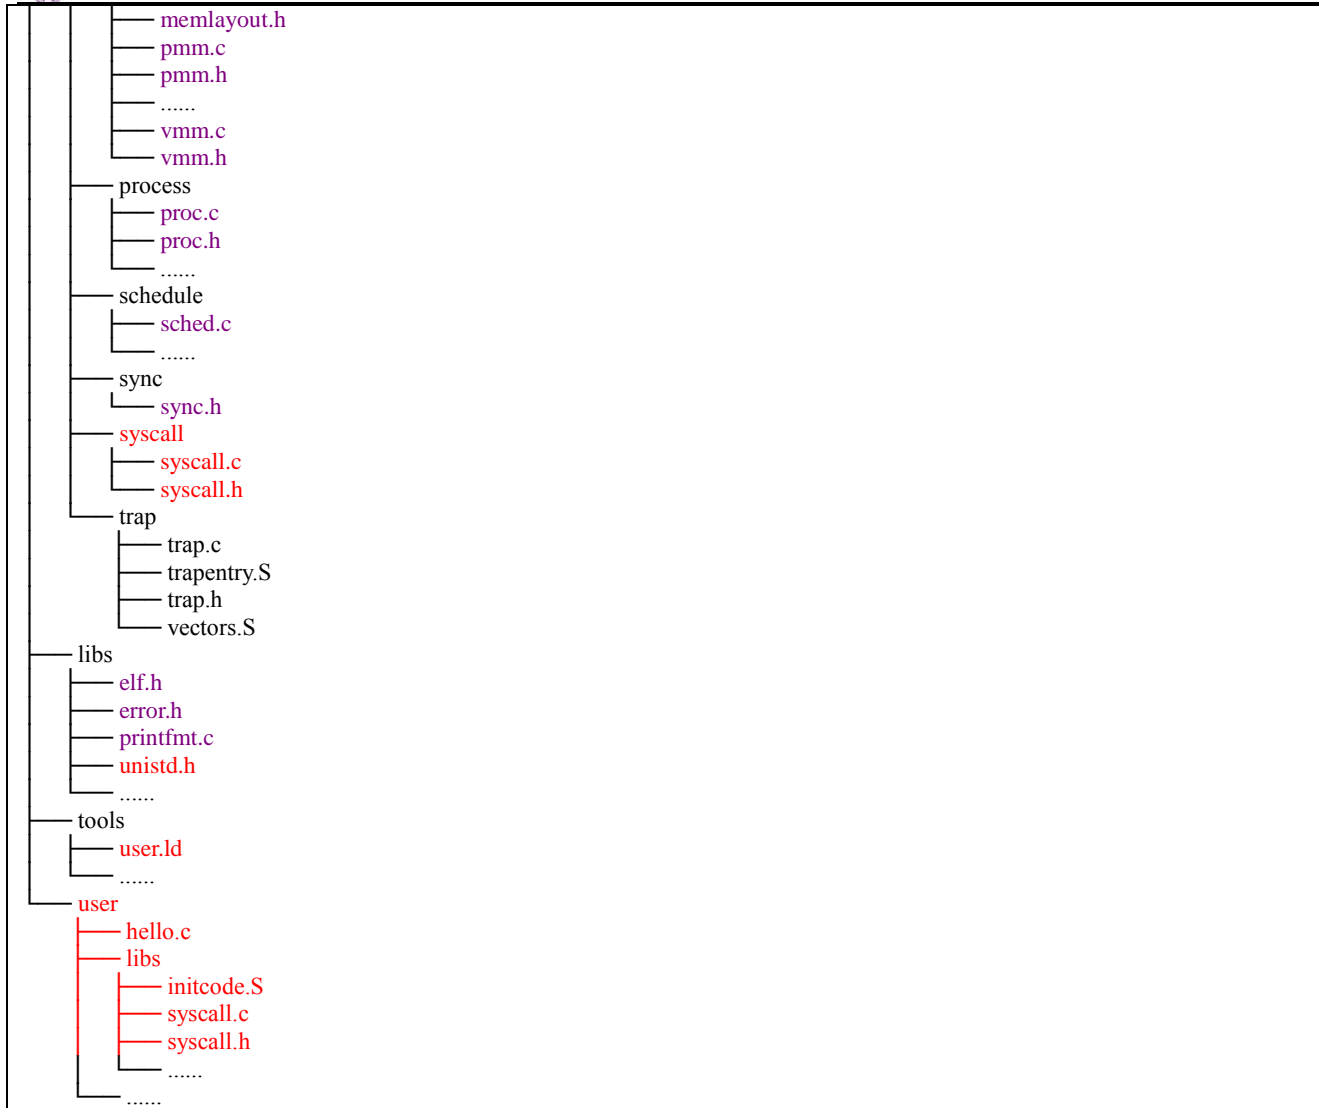 memlayout.h
pmm.c
pmm.h
......
vmm.c
vmm.h
process
proc.c
proc.h
......
schedule
sched.c
......
sync
sync.h
syscall
syscall.c
syscall.h
trap
trap.c
trapentry.S
trap.h
vectors.S
libs
elf.h
error.h
printfmt.c
unistd.h
......
tools
user.ld
......
user
hello.c
libs
initcode.S
syscall.c
syscall.h
......
......